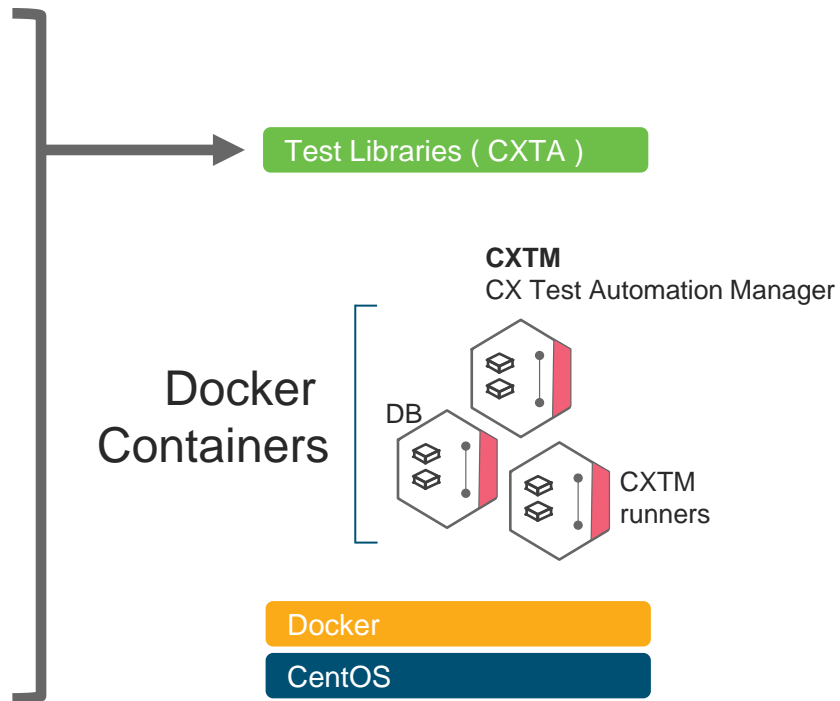 Test Libraries ( CXTA )
CXTM
CX Test Automation Manager
Docker
Containers
DB
CXTM
runners
Docker
CentOS